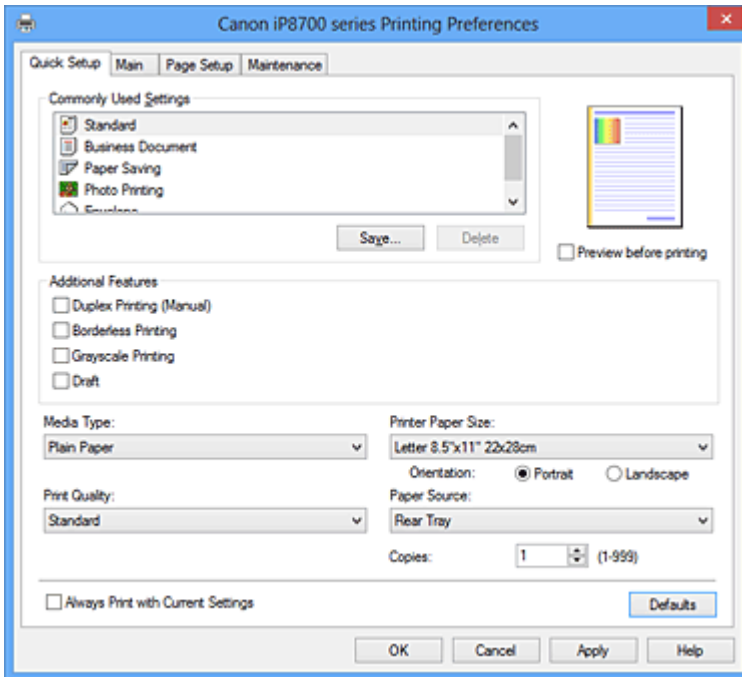 Canon iP8700 series Printing Preferences
Quick Setup Main Page Setup Maintenance
Commonly Used Settings
Standard
Business Document
Paper Saving
Photo Printing
Envelope
Save... Delete
Preview before printing
Additional Features
Duplex Printing (Manual)
Borderless Printing
Grayscale Printing
Draft
Media Type: Printer Paper Size:
Plain Paper Letter 8.5"x11" 22x28cm
Orientation: Portrait Landscape
Print Quality: Paper Source:
Standard Rear Tray
Copies: 1 (1-999)
Always Print with Current Settings Defaults
OK Cancel Apply Help